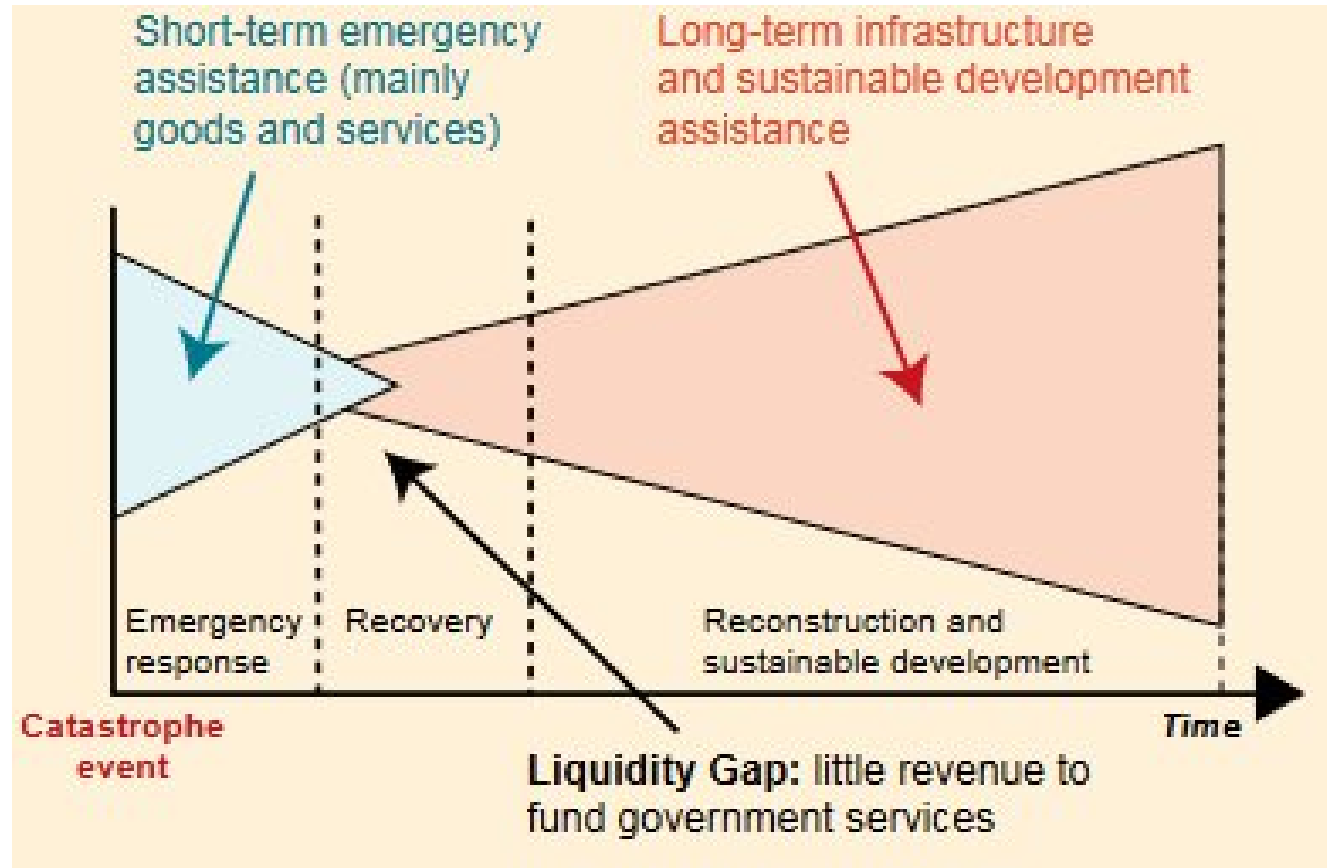 Short-term emergency
assistance (mainly
goods and services)
Long-term infrastructure
and sustainable development
assistance
Emergency
response
Recovery
Reconstruction and
sustainable development
Catastrophe
event
Time
Liquidity Gap: little revenue to
fund government services